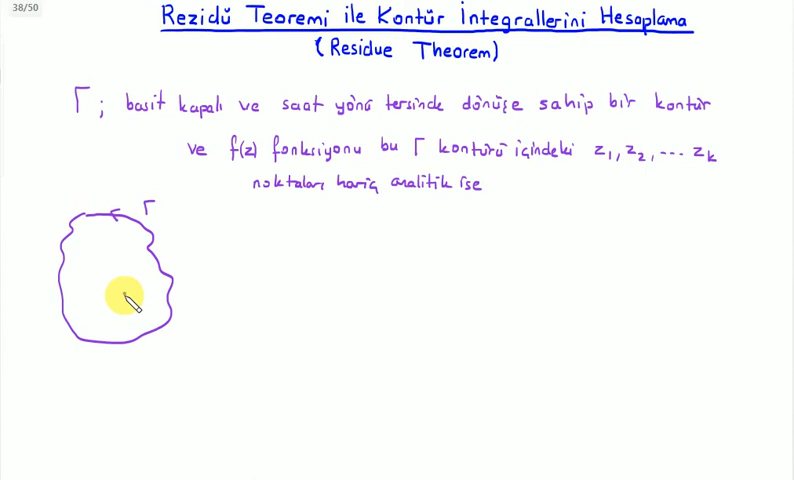 38/50
Rezidü Teoremi ile Kontür İntegrallerini Hesaplama
(Residue Theorem)
Γ; basit kapalı ve saat yönü tersinde dönüşe sahip bir kontür
ve f(z) fonksiyonu bu Γ kontürü içindeki z₁, z₂, ... zₖ
noktaları hariç analitik ise
Γ